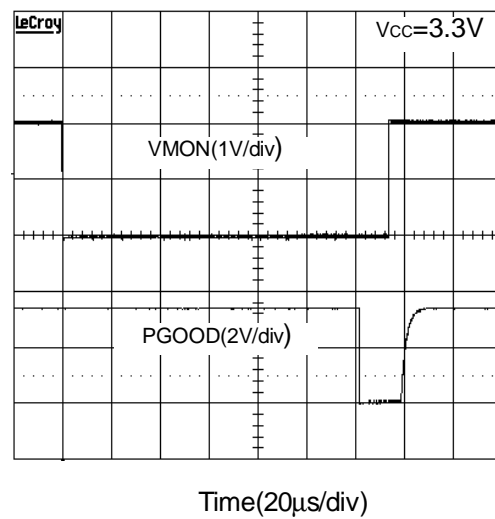 LeCroy
VCC=3.3V
VMON(1V/div)
PGOOD(2V/div)
Time(20µs/div)